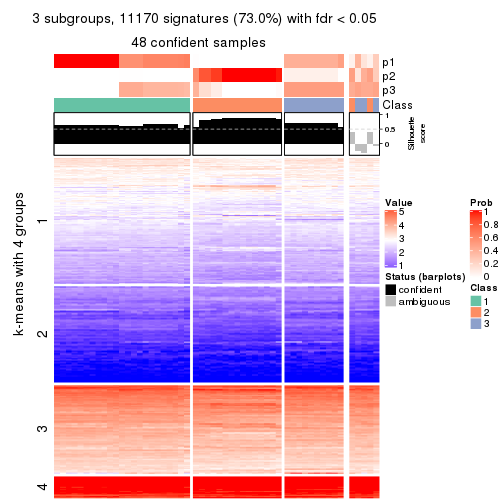 3 subgroups, 11170 signatures (73.0%) with fdr < 0.05
48 confident samples
p1
p2
p3
Class
1
0.5
0
Silhouette
score
k-means with 4 groups
1
2
3
4
Value
5
4
3
2
1
Status (barplots)
confident
ambiguous
Prob
1
0.8
0.6
0.4
0.2
0
Class
1
2
3